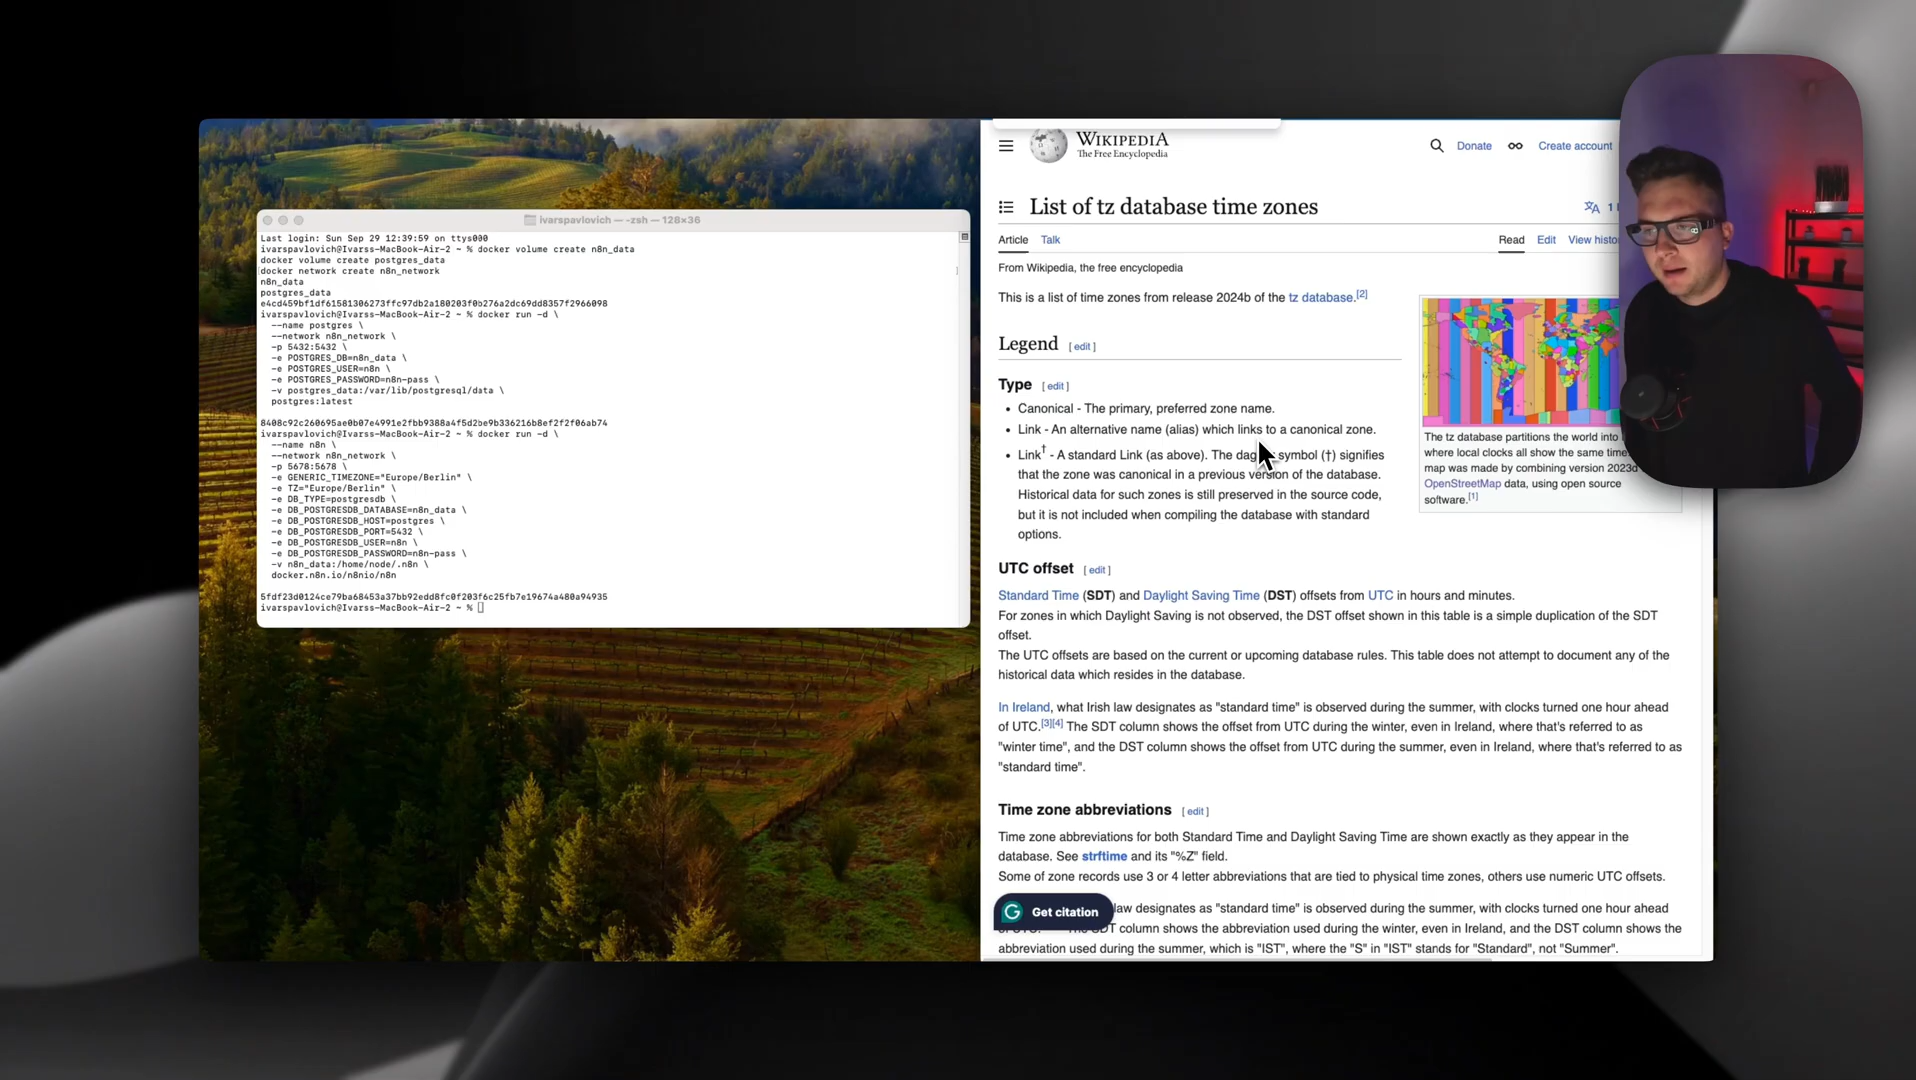 ivarspavlovich — -zsh — 128×36
Last login: Sun Sep 29 12:39:59 on ttys000
ivarspavlovich@Ivarss-MacBook-Air-2 ~ % docker volume create n8n_data
docker volume create postgres_data
docker network create n8n_network
n8n_data
postgres_data
e4cd459bf1df61581306273ffc97db2a180203f0b276a2dc69dd8357f2966098
ivarspavlovich@Ivarss-MacBook-Air-2 ~ % docker run -d \
--name postgres \
--network n8n_network \
-p 5432:5432 \
-e POSTGRES_DB=n8n_data \
-e POSTGRES_USER=n8n \
-e POSTGRES_PASSWORD=n8n-pass \
-v postgres_data:/var/lib/postgresql/data \
postgres:latest
8408c92c260695ae0b07e4991e2fbb9388a4f5d2be9b336216b8ef2f2f06ab74
ivarspavlovich@Ivarss-MacBook-Air-2 ~ % docker run -d \
--name n8n \
--network n8n_network \
-p 5678:5678 \
-e GENERIC_TIMEZONE="Europe/Berlin" \
-e TZ="Europe/Berlin" \
-e DB_TYPE=postgresdb \
-e DB_POSTGRESDB_DATABASE=n8n_data \
-e DB_POSTGRESDB_HOST=postgres \
-e DB_POSTGRESDB_PORT=5432 \
-e DB_POSTGRESDB_USER=n8n \
-e DB_POSTGRESDB_PASSWORD=n8n-pass \
-v n8n_data:/home/node/.n8n \
docker.n8n.io/n8nio/n8n
5fdf23d0124ce79ba68453a37bb92edd8fc0f203f6c25fb7e19674a480a94935
ivarspavlovich@Ivarss-MacBook-Air-2 ~ %
WIKIPEDIA
The Free Encyclopedia
Donate
Create account
List of tz database time zones
Article Talk
Read Edit View histo
From Wikipedia, the free encyclopedia
This is a list of time zones from release 2024b of the tz database.[2]
Legend [ edit ]
Type [ edit ]
• Canonical - The primary, preferred zone name.
• Link - An alternative name (alias) which links to a canonical zone.
• Link† - A standard Link (as above). The symbol (†) signifies
that the zone was canonical in a previous version of the database.
Historical data for such zones is still preserved in the source code,
but it is not included when compiling the database with standard
options.
The tz database partitions the world into
where local clocks all show the same time.
map was made by combining version 2023d
OpenStreetMap data, using open source
software.[1]
UTC offset [ edit ]
Standard Time (SDT) and Daylight Saving Time (DST) offsets from UTC in hours and minutes.
For zones in which Daylight Saving is not observed, the DST offset shown in this table is a simple duplication of the SDT
offset.
The UTC offsets are based on the current or upcoming database rules. This table does not attempt to document any of the
historical data which resides in the database.
In Ireland, what Irish law designates as "standard time" is observed during the summer, with clocks turned one hour ahead
of UTC.[3][4] The SDT column shows the offset from UTC during the winter, even in Ireland, where that's referred to as
"winter time", and the DST column shows the offset from UTC during the summer, even in Ireland, where that's referred to as
"standard time".
Time zone abbreviations [ edit ]
Time zone abbreviations for both Standard Time and Daylight Saving Time are shown exactly as they appear in the
database. See strftime and its "%Z" field.
Some of zone records use 3 or 4 letter abbreviations that are tied to physical time zones, others use numeric UTC offsets.
Get citation
law designates as "standard time" is observed during the summer, with clocks turned one hour ahead
column shows the abbreviation used during the winter, even in Ireland, and the DST column shows the
abbreviation used during the summer, which is "IST", where the "S" in "IST" stands for "Standard", not "Summer".